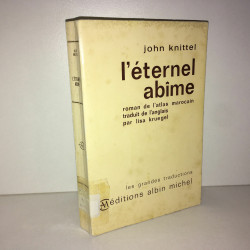 john knittel
l'éternel
abîme
roman de l'atlas marocain
traduit de l'anglais
par lisa kruegel
les grandes traductions
éditions albin michel